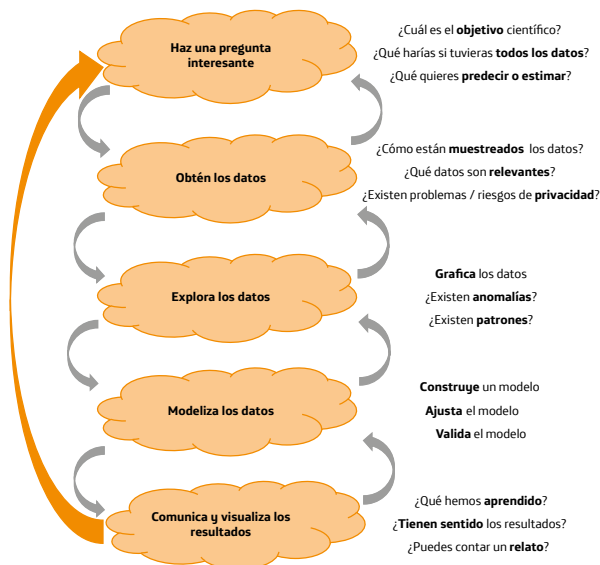 Haz una pregunta
interesante
¿Cuál es el objetivo científico?
¿Qué harías si tuvieras todos los datos?
¿Qué quieres predecir o estimar?
Obtén los datos
¿Cómo están muestreados los datos?
¿Qué datos son relevantes?
¿Existen problemas / riesgos de privacidad?
Explora los datos
Grafica los datos
¿Existen anomalías?
¿Existen patrones?
Modeliza los datos
Construye un modelo
Ajusta el modelo
Valida el modelo
Comunica y visualiza los
resultados
¿Qué hemos aprendido?
¿Tienen sentido los resultados?
¿Puedes contar un relato?